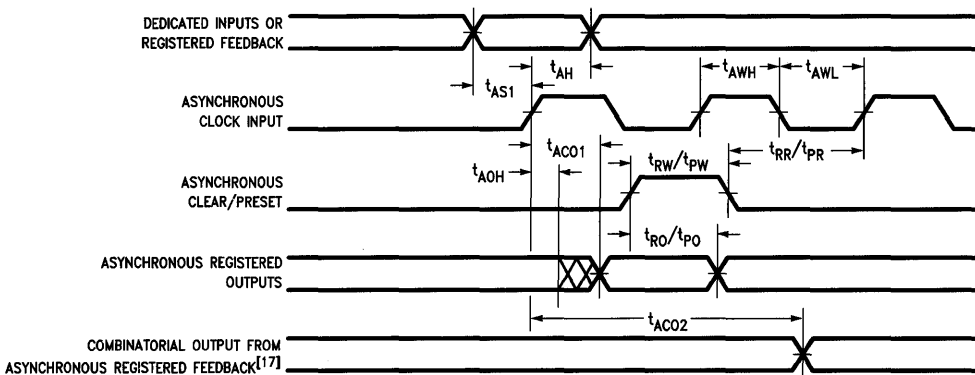 DEDICATED INPUTS OR
REGISTERED FEEDBACK
tAH
tAS1
tAWH
tAWL
ASYNCHRONOUS
CLOCK INPUT
tACO1
tRW/tPW
tRR/tPR
tAOH
ASYNCHRONOUS
CLEAR/PRESET
tRO/tPO
ASYNCHRONOUS REGISTERED
OUTPUTS
tACO2
COMBINATORIAL OUTPUT FROM
ASYNCHRONOUS REGISTERED FEEDBACK[17]